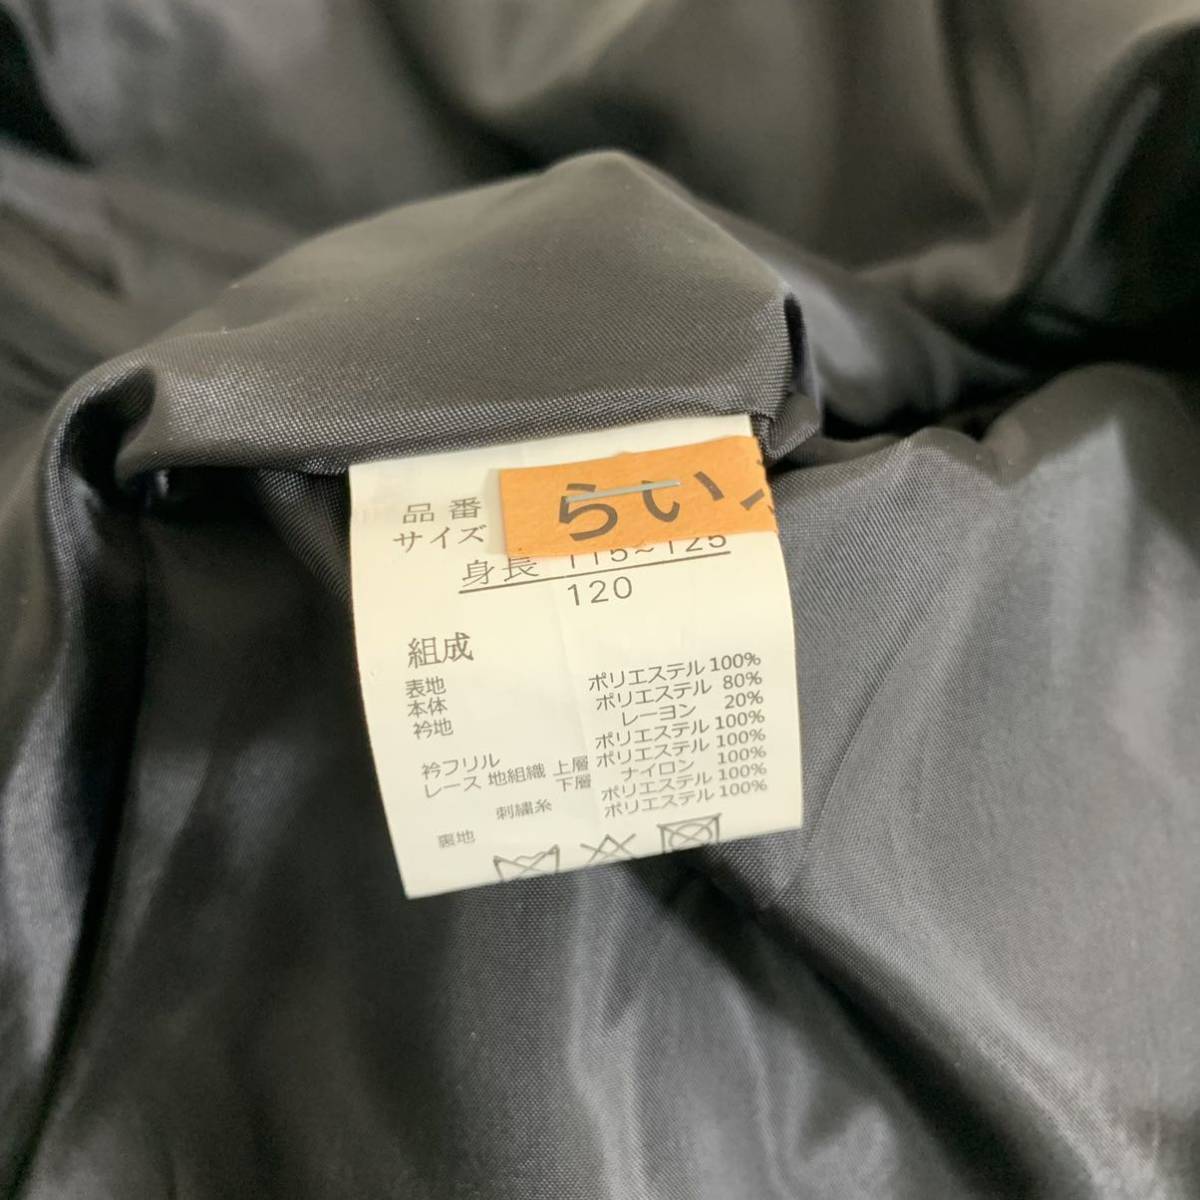 品番
らい
サイズ
身長 115~125
120
組成
表地 ポリエステル 100%
本体 ポリエステル 80%
衿地 レーヨン 20%
ポリエステル 100%
衿フリル ポリエステル 100%
レース 地組織 上層 ナイロン 100%
下層 ポリエステル 100%
刺繍糸 ポリエステル 100%
裏地